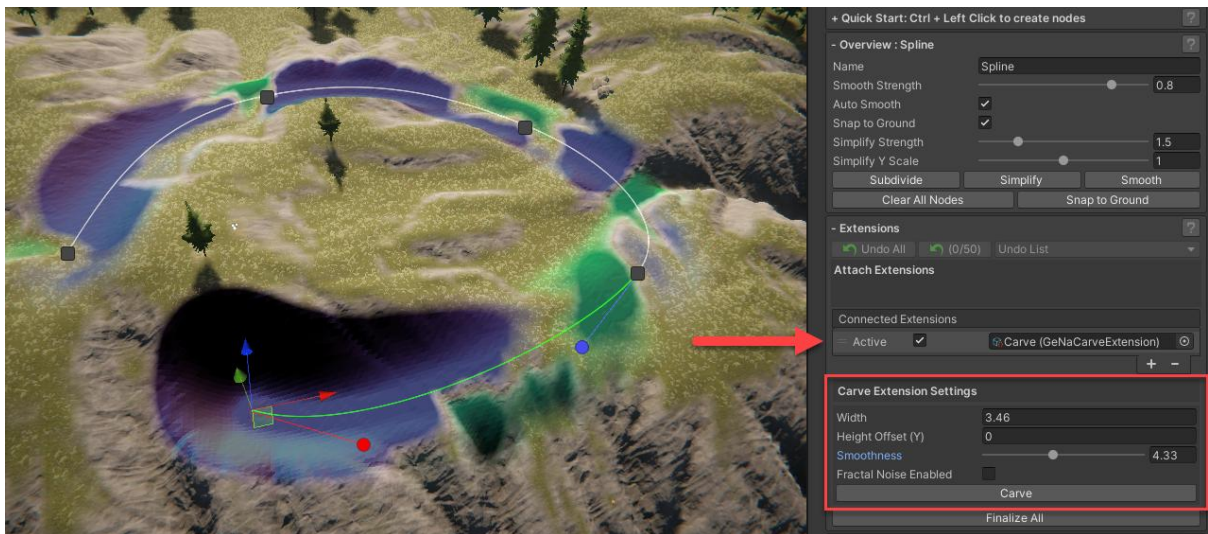 + Quick Start: Ctrl + Left Click to create nodes ?
- Overview : Spline ?
Name Spline
Smooth Strength 0.8
Auto Smooth
Snap to Ground
Simplify Strength 1.5
Simplify Y Scale 1
Subdivide Simplify Smooth
Clear All Nodes Snap to Ground
- Extensions ?
Undo All (0/50) Undo List
Attach Extensions
Connected Extensions
= Active Carve (GeNaCarveExtension)
+ -
Carve Extension Settings
Width 3.46
Height Offset (Y) 0
Smoothness 4.33
Fractal Noise Enabled
Carve
Finalize All